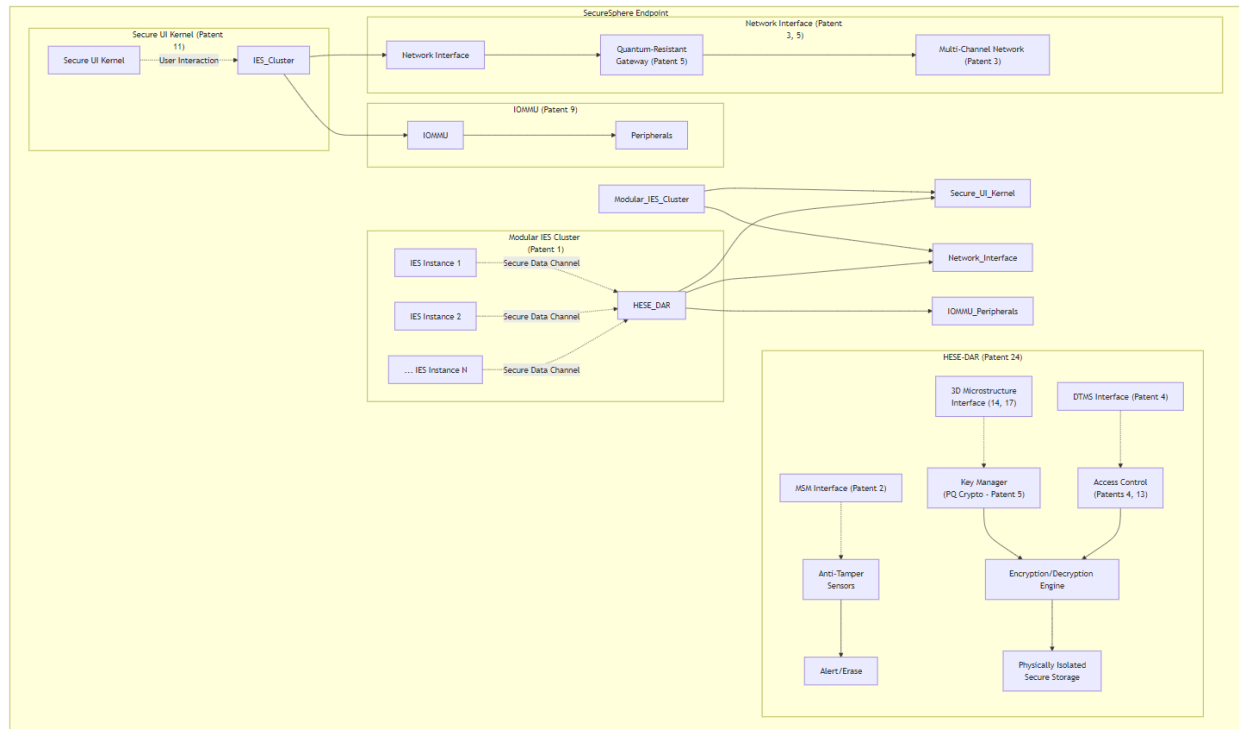 SecureSphere Endpoint
Secure UI Kernel (Patent
11)
Secure UI Kernel
User Interaction
IES_Cluster
Network Interface (Patent
3, 5)
Network Interface
Quantum-Resistant
Gateway (Patent 5)
Multi-Channel Network
(Patent 3)
IOMMU (Patent 9)
IOMMU
Peripherals
Modular_IES_Cluster
Secure_UI_Kernel
Network_Interface
IOMMU_Peripherals
Modular IES Cluster
(Patent 1)
IES Instance 1
Secure Data Channel
IES Instance 2
Secure Data Channel
... IES Instance N
Secure Data Channel
HESE_DAR
HESE-DAR (Patent 24)
3D Microstructure
Interface (14, 17)
DTMS Interface (Patent 4)
MSM Interface (Patent 2)
Key Manager
(PQ Crypto - Patent 5)
Access Control
(Patents 4, 13)
Anti-Tamper
Sensors
Encryption/Decryption
Engine
Alert/Erase
Physically Isolated
Secure Storage